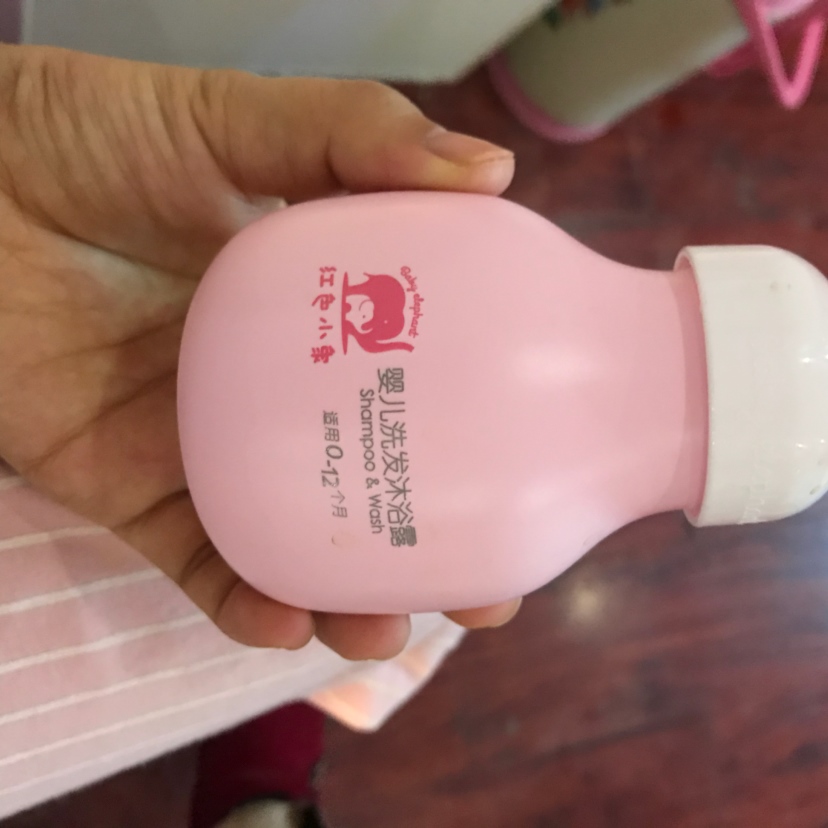 Baby elephant
红色小象
婴儿洗发沐浴露
Shampoo & Wash
适用0-12个月